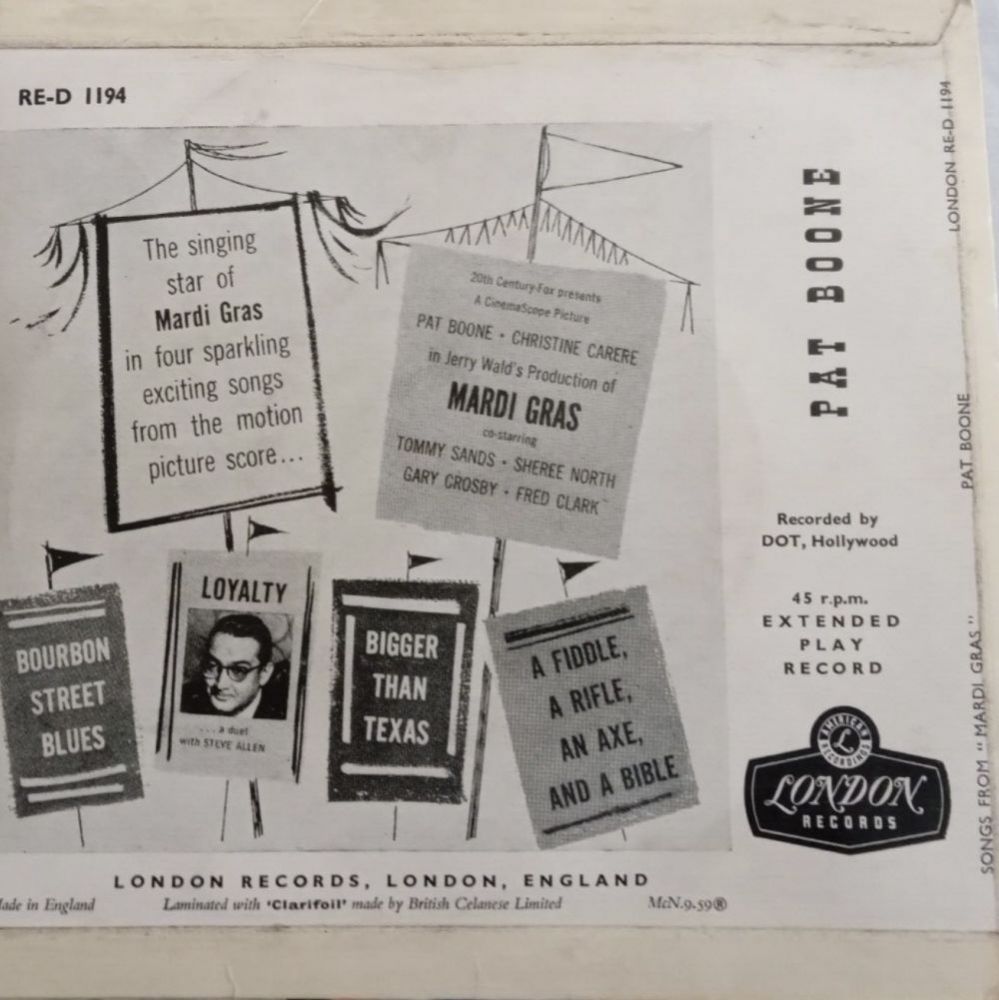 RE-D 1194
The singing
star of
Mardi Gras
in four sparkling
exciting songs
from the motion
picture score...
20th Century-Fox presents
A CinemaScope Picture
PAT BOONE · CHRISTINE CARERE
in Jerry Wald's Production of
MARDI GRAS
co-starring
TOMMY SANDS · SHEREE NORTH
GARY CROSBY · FRED CLARK
BOURBON
STREET
BLUES
LOYALTY
....a duet
with STEVE ALLEN
BIGGER
THAN
TEXAS
A FIDDLE,
A RIFLE,
AN AXE,
AND A BIBLE
PAT BOONE
Recorded by
DOT, Hollywood
45 r.p.m.
EXTENDED
PLAY
RECORD
AMERICAN
L
RECORDINGS
LONDON
RECORDS
LONDON RECORDS, LONDON, ENGLAND
Made in England
Laminated with 'Clarifoil' made by British Celanese Limited
McN.9.59®
LONDON RE-D 1194
PAT BOONE
SONGS FROM "MARDI GRAS"